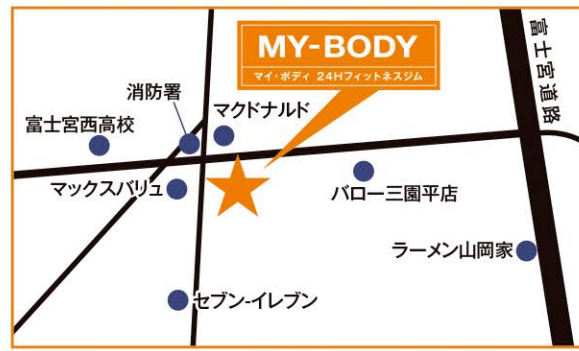 MY-BODY
マイ・ボディ 24Hフィットネスジム
富士宮道路
消防署
マクドナルド
富士宮西高校
マックスバリュ
バロー三園平店
ラーメン山岡家
セブン-イレブン